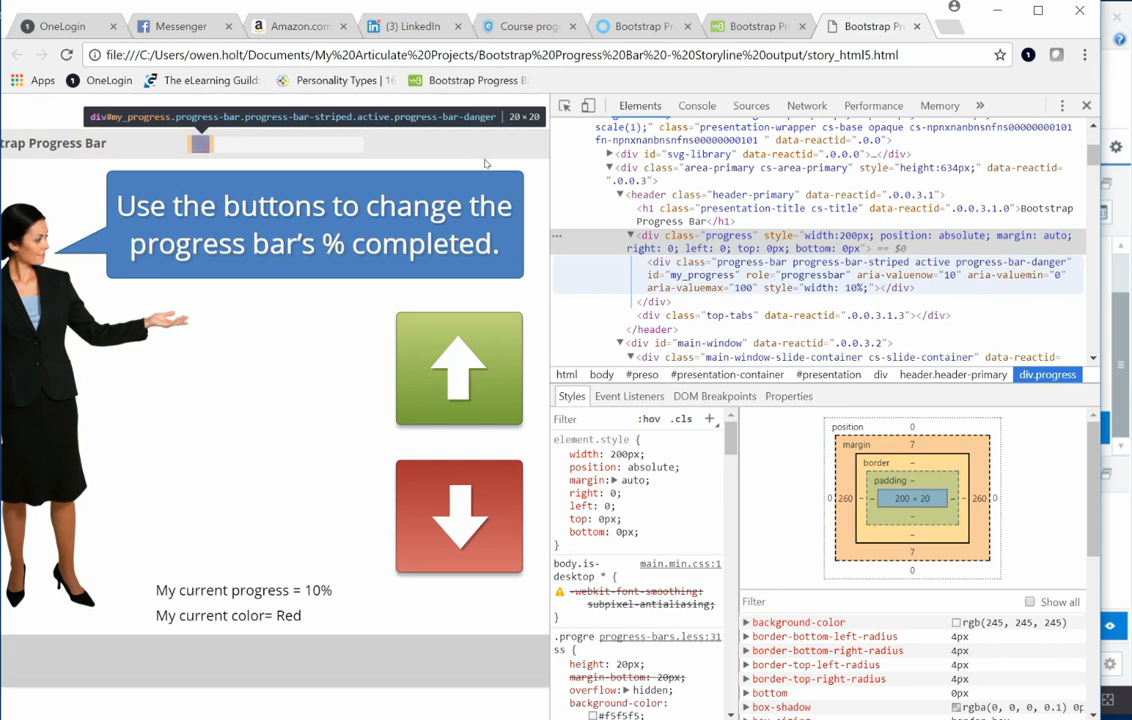 OneLogin
Messenger
Amazon.com
(3) LinkedIn
Course prog
Bootstrap Pro
Bootstrap Pr
Bootstrap Pr
file:///C:/Users/owen.holt/Documents/My%20Articulate%20Projects/Bootstrap%20Progress%20Bar%20-%20Storyline%20output/story_html5.html
Apps
OneLogin
The eLearning Guild
Personality Types | 16
Bootstrap Progress B
div#my_progress.progress-bar.progress-bar-striped.active.progress-bar-danger | 20 × 20
trap Progress Bar
Use the buttons to change the
progress bar's % completed.
My current progress = 10%
My current color= Red
Elements Console Sources Network Performance Memory »
scale(1);" class="presentation-wrapper cs-base opaque cs-npnxnanbnsnfns00000000101
fn-npnxnanbnsnfns00000000101 " data-reactid=".0.0">
▶<div id="svg-library" data-reactid=".0.0.0">…</div>
▼<div class="area-primary cs-area-primary" style="height:634px;" data-reactid=
".0.0.3">
▼<header class="header-primary" data-reactid=".0.0.3.1">
<h1 class="presentation-title cs-title" data-reactid=".0.0.3.1.0">Bootstrap
Progress Bar</h1>
▼<div class="progress" style="width:200px; position: absolute; margin: auto;
right: 0; left: 0; top: 0px; bottom: 0px"> == $0
<div class="progress-bar progress-bar-striped active progress-bar-danger"
id="my_progress" role="progressbar" aria-valuenow="10" aria-valuemin="0"
aria-valuemax="100" style="width: 10%;"></div>
</div>
<div class="top-tabs" data-reactid=".0.0.3.1.3"></div>
</header>
▼<div id="main-window" data-reactid=".0.0.3.2">
▼<div class="main-window-slide-container cs-slide-container" data-reactid=
html body #preso #presentation-container #presentation div header.header-primary div.progress
Styles Event Listeners DOM Breakpoints Properties
Filter :hov .cls +
element.style {
width: 200px;
position: absolute;
margin:▶ auto;
right: 0;
left: 0;
top: 0px;
bottom: 0px;
}
body.is- main.min.css:1
desktop * {
-webkit-font-smoothing:
subpixel-antialiasing;
}
.progre progress-bars.less:31
ss {
height: 20px;
margin-bottom: 20px;
overflow:▶ hidden;
background-color:
#f5f5f5;
position 0
margin 7
border –
padding –
0 260 – – 200 × 20 – – 260 0
–
–
7
0
Filter Show all
background-color rgb(245, 245, 245)
border-bottom-left-radius 4px
border-bottom-right-radius 4px
border-top-left-radius 4px
border-top-right-radius 4px
bottom 0px
box-shadow rgba(0, 0, 0, 0.1) 0p